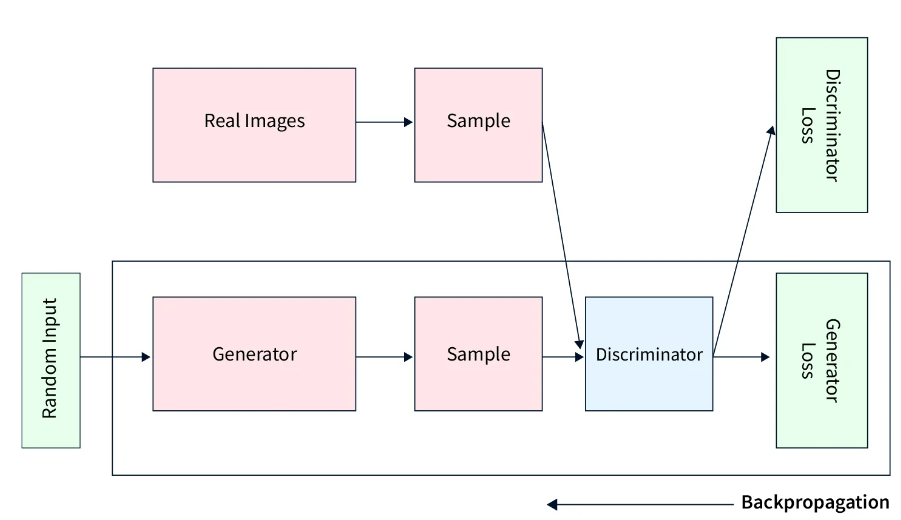 Real Images
Sample
Discriminator
Loss
Random Input
Generator
Sample
Discriminator
Generator
Loss
Backpropagation